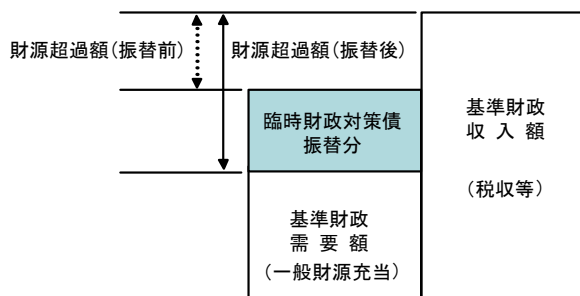 財源超過額(振替前)
財源超過額(振替後)
臨時財政対策債
振替分
基準財政
収入額
(税収等)
基準財政
需要額
(一般財源充当)